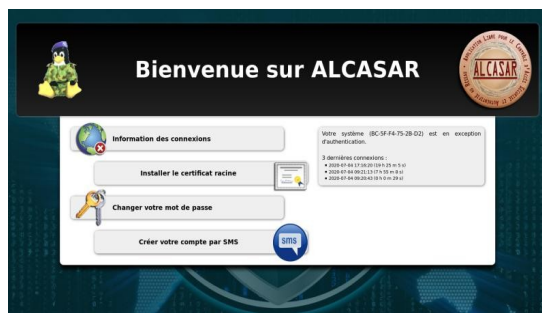 Bienvenue sur ALCASAR
ALCASAR
Information des connexions
Installer le certificat racine
Changer votre mot de passe
Créer votre compte par SMS
sms
Votre système (BC-5F-F4-75-2B-D2) est en exception
d'authentification.
3 dernières connexions :
2020-07-04 17:10:20 (19 h 25 m 5 s)
2020-07-04 09:21:13 (7 h 55 m 8 s)
2020-07-04 09:20:43 (0 h 0 m 29 s)